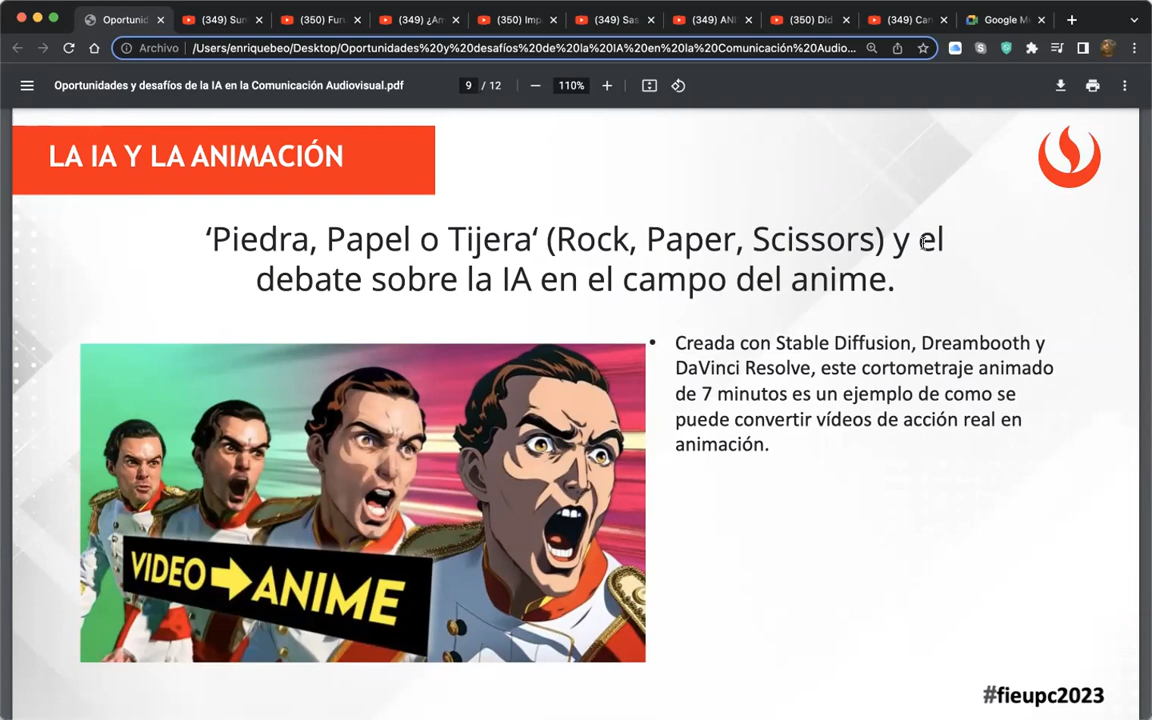 Oportunid
(349) Sun
(350) Fur
(349) ¿An
(350) Imp
(349) Sas
(349) ANI
(350) Did
(349) Car
Google M
Archivo
/Users/enriquebeo/Desktop/Oportunidades%20y%20desafíos%20de%20la%20IA%20en%20la%20Comunicación%20Audio...
Oportunidades y desafíos de la IA en la Comunicación Audiovisual.pdf
9 / 12
110%
LA IA Y LA ANIMACIÓN
‘Piedra, Papel o Tijera‘ (Rock, Paper, Scissors) y el
debate sobre la IA en el campo del anime.
• Creada con Stable Diffusion, Dreambooth y
DaVinci Resolve, este cortometraje animado
de 7 minutos es un ejemplo de como se
puede convertir vídeos de acción real en
animación.
VIDEO➡ANIME
#fieupc2023